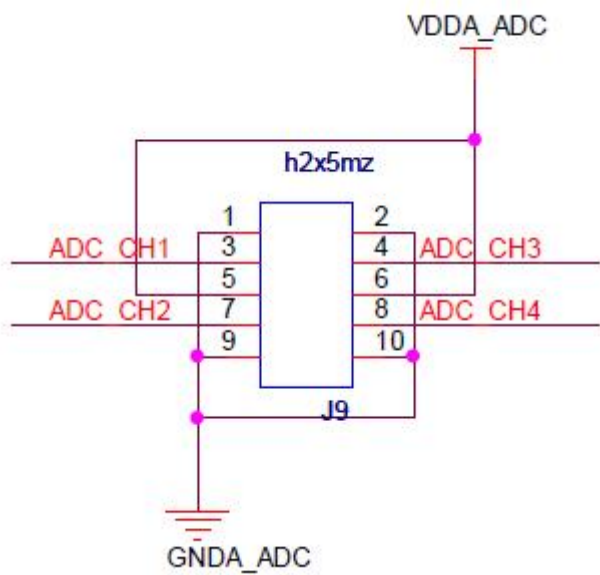 VDDA_ADC
h2x5mz
1 2
ADC_CH1 3 4 ADC_CH3
5 6
ADC_CH2 7 8 ADC_CH4
9 10
J9
GNDA_ADC